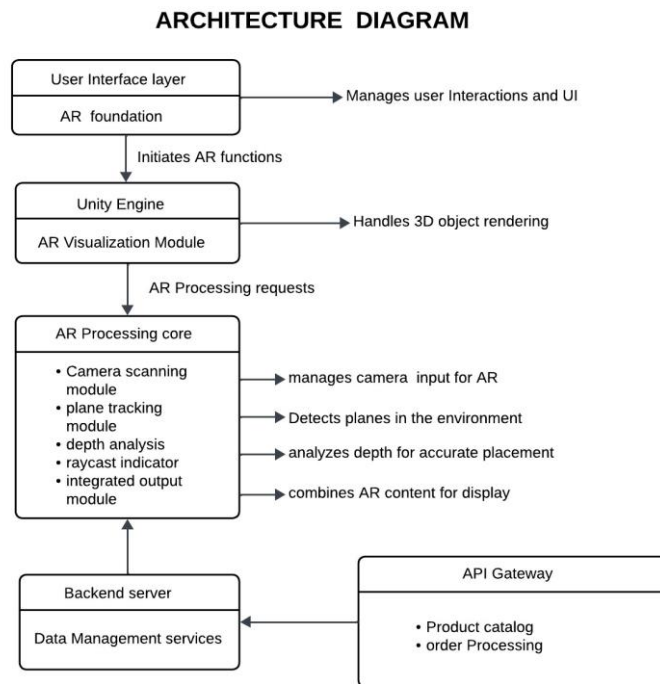 ARCHITECTURE DIAGRAM
User Interface layer
AR foundation
Manages user Interactions and UI
Initiates AR functions
Unity Engine
AR Visualization Module
Handles 3D object rendering
AR Processing requests
AR Processing core
• Camera scanning
module
• plane tracking
module
• depth analysis
• raycast indicator
• integrated output
module
manages camera input for AR
Detects planes in the environment
analyzes depth for accurate placement
combines AR content for display
Backend server
Data Management services
API Gateway
• Product catalog
• order Processing